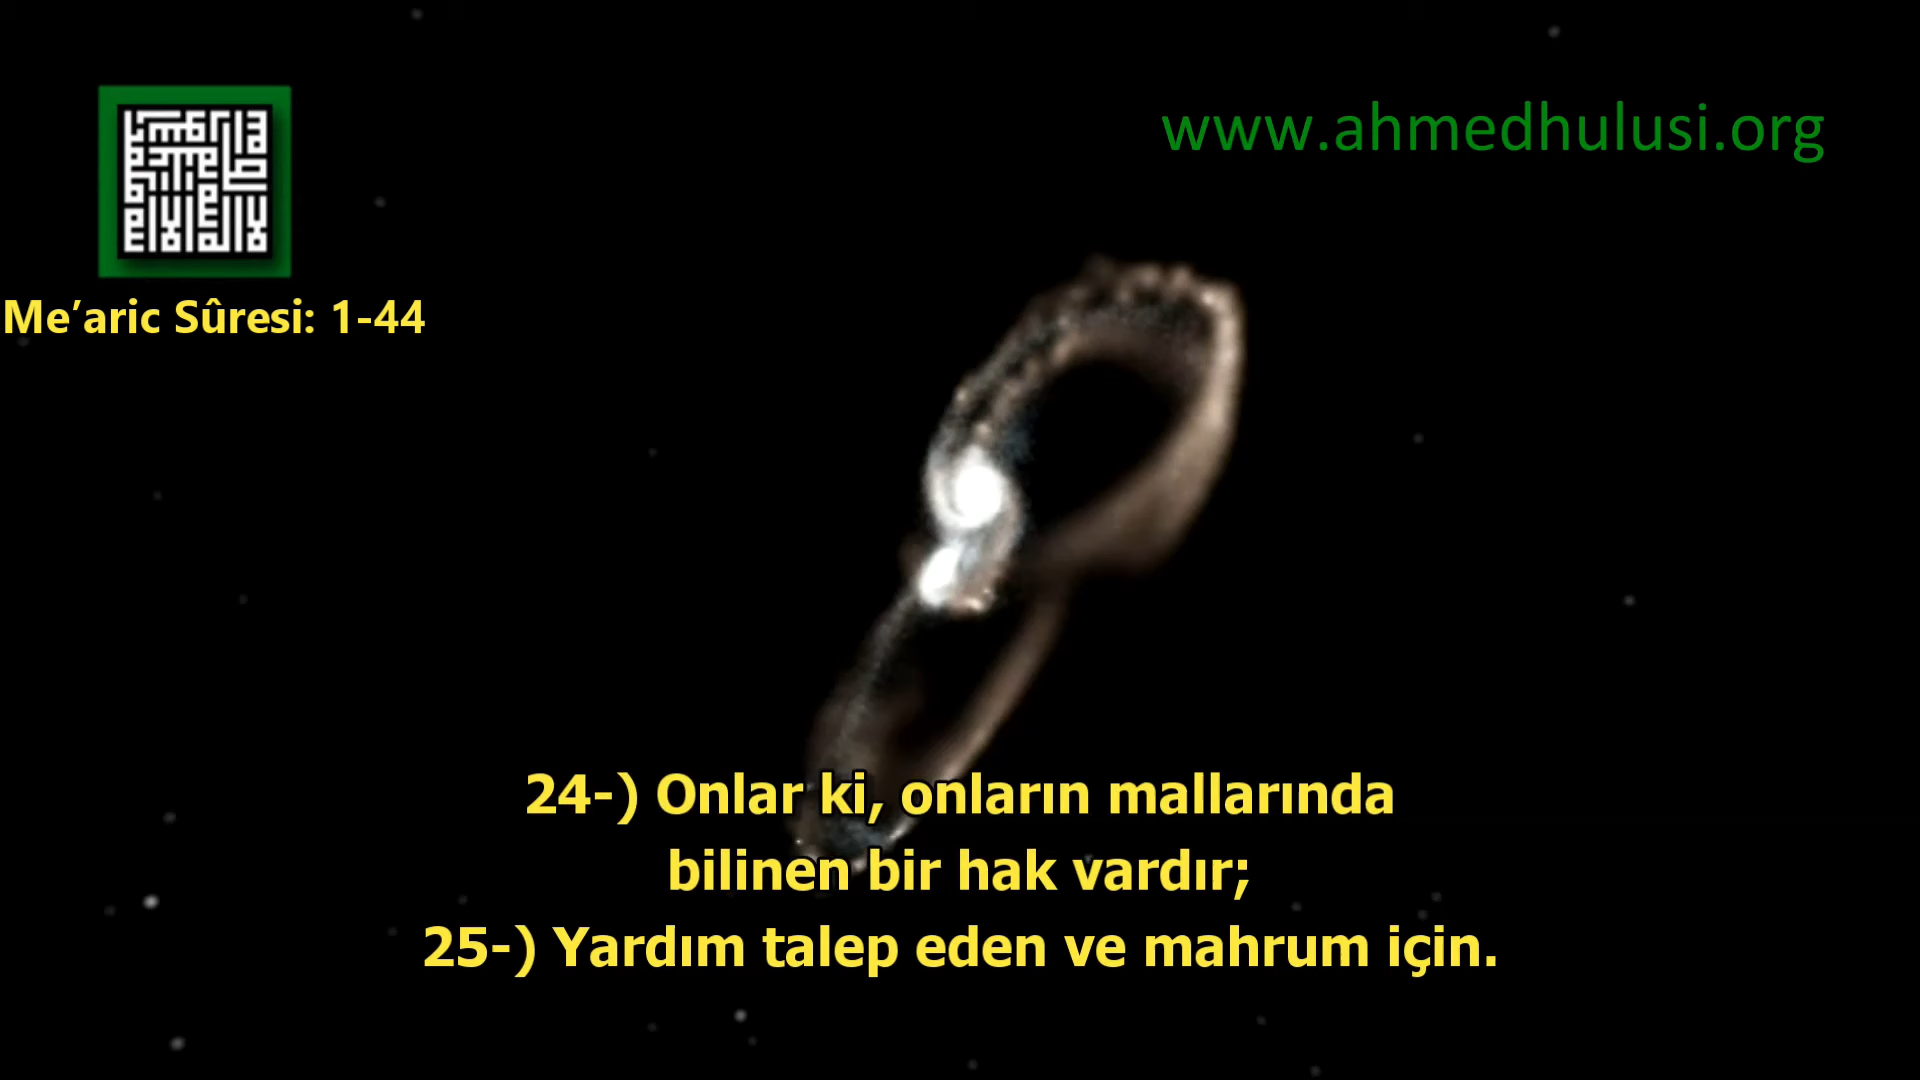 www.ahmedhulusi.org
Me’aric Sûresi: 1-44
24-) Onlar ki, onların mallarında
bilinen bir hak vardır;
25-) Yardım talep eden ve mahrum için.